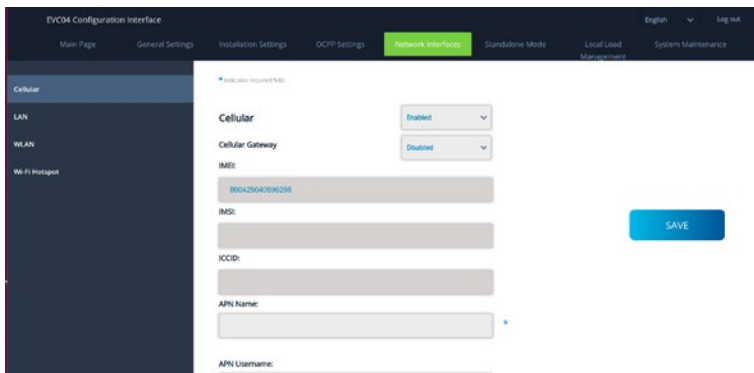 EVC04 Configuration Interface
English
Log out
Main Page
General Settings
Installation Settings
OCPP Settings
Network Interfaces
Standalone Mode
Local Load
Management
System Maintenance
Cellular
LAN
WLAN
Wi-Fi Hotspot
* Indicates required field.
Cellular
Enabled
Cellular Gateway
Disabled
IMEI:
860425040696286
IMSI:
ICCID:
APN Name:
*
APN Username:
SAVE